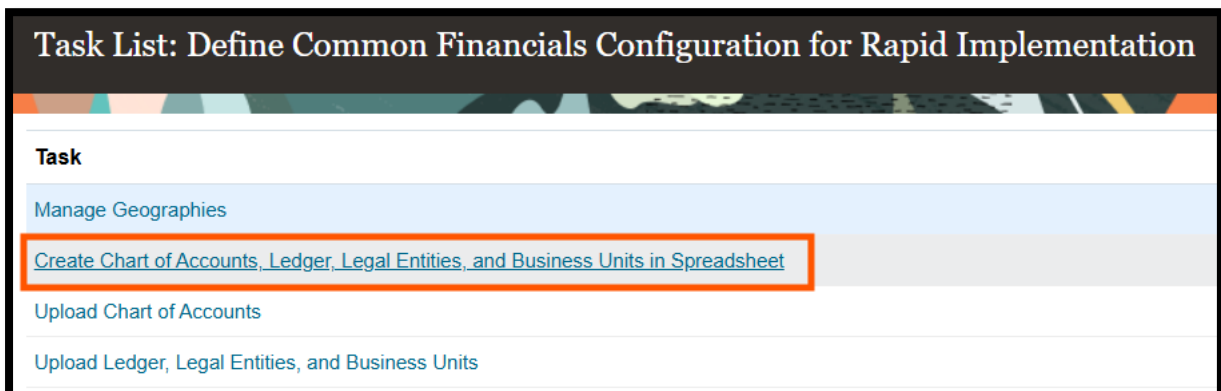 Task List: Define Common Financials Configuration for Rapid Implementation
Task
Manage Geographies
Create Chart of Accounts, Ledger, Legal Entities, and Business Units in Spreadsheet
Upload Chart of Accounts
Upload Ledger, Legal Entities, and Business Units